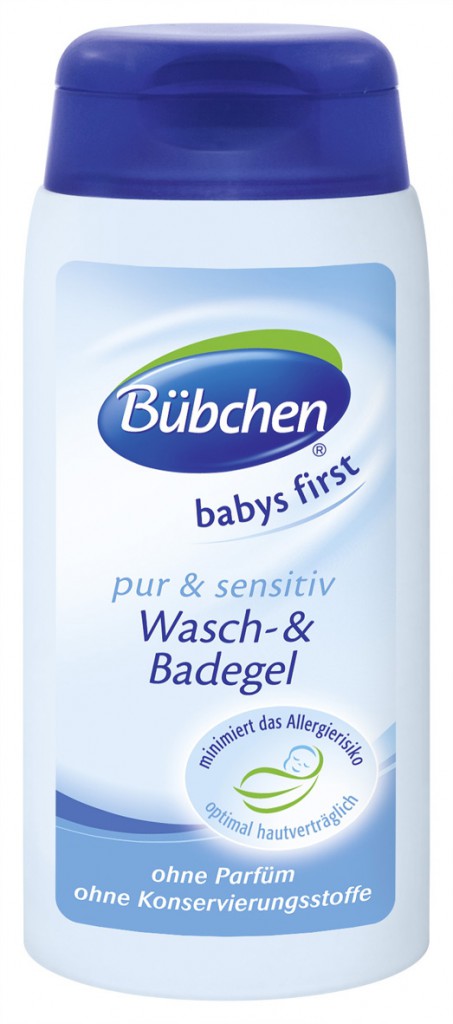 Bübchen
®
babys first
pur & sensitiv
Wasch-&
Badegel
minimiert das Allergierisiko
optimal hautverträglich
ohne Parfüm
ohne Konservierungsstoffe